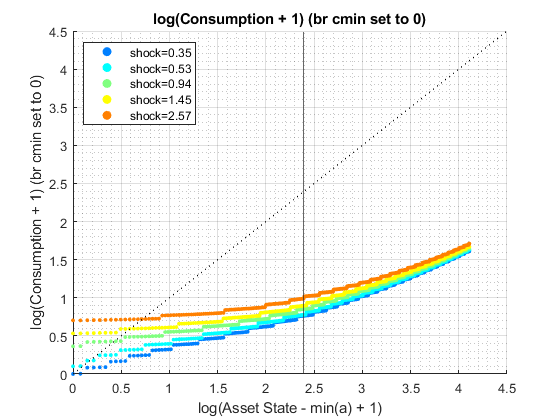 log(Consumption + 1) (br cmin set to 0)
4.5
4
3.5
3
2.5
2
1.5
1
0.5
0
log(Consumption + 1) (br cmin set to 0)
shock=0.35
shock=0.53
shock=0.94
shock=1.45
shock=2.57
0 0.5 1 1.5 2 2.5 3 3.5 4 4.5
log(Asset State - min(a) + 1)